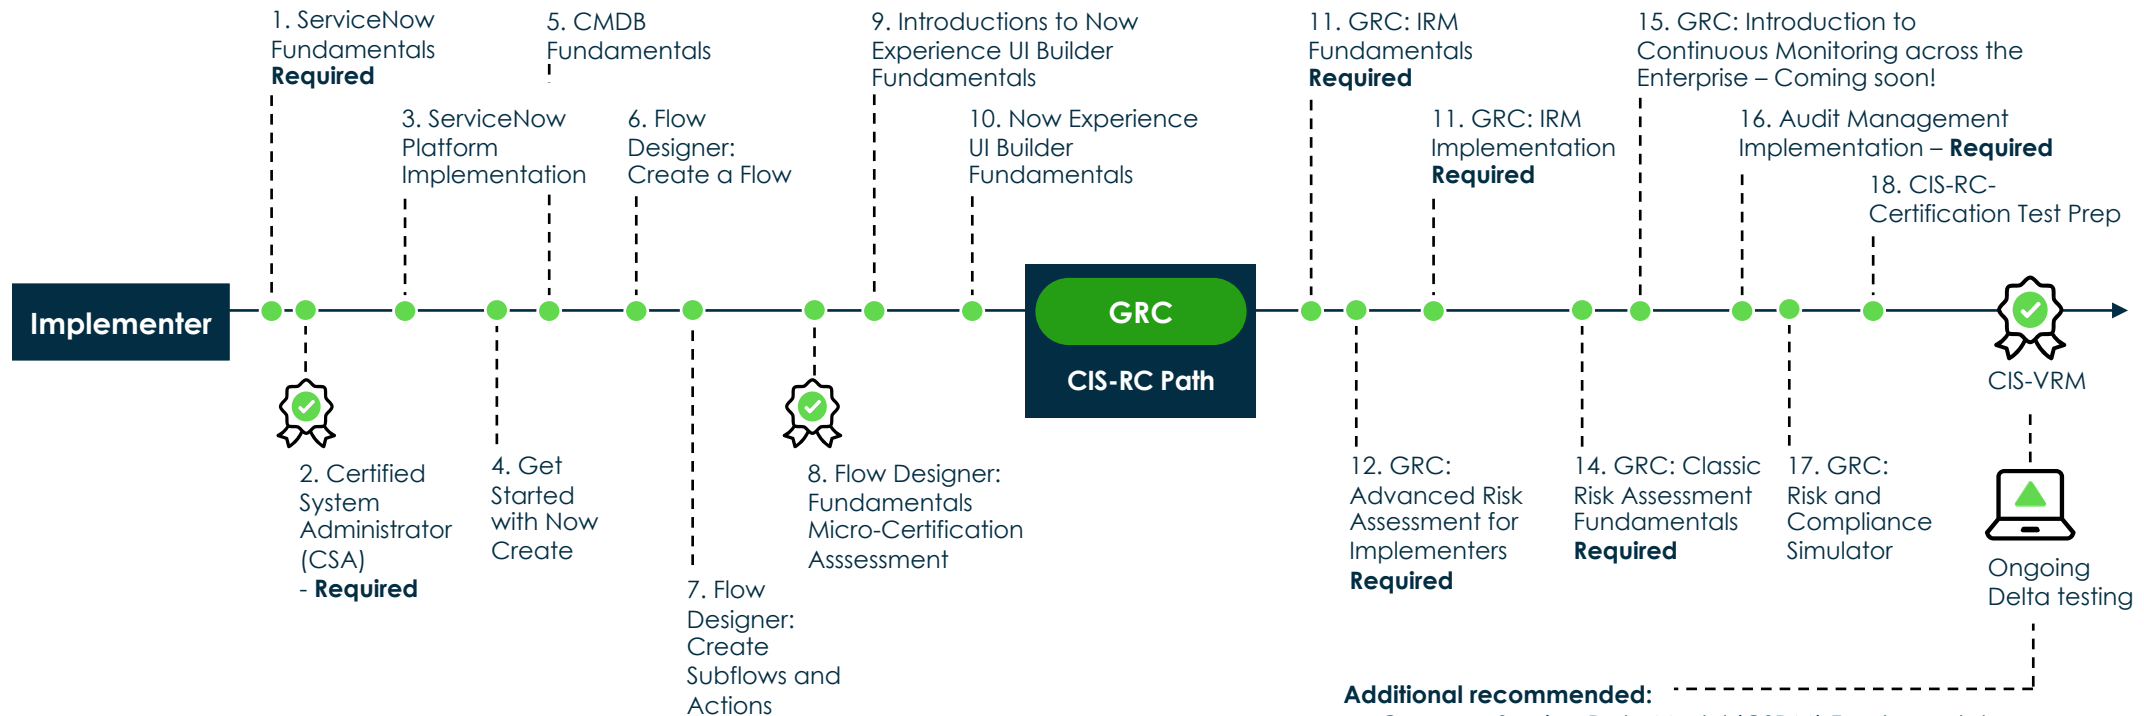 1. ServiceNow
Fundamentals
Required
5. CMDB
Fundamentals
9. Introductions to Now
Experience UI Builder
Fundamentals
11. GRC: IRM
Fundamentals
Required
15. GRC: Introduction to
Continuous Monitoring across the
Enterprise – Coming soon!
3. ServiceNow
Platform
Implementation
6. Flow
Designer:
Create a Flow
10. Now Experience
UI Builder
Fundamentals
11. GRC: IRM
Implementation
Required
16. Audit Management
Implementation – Required
18. CIS-RC-
Certification Test Prep
Implementer
GRC
CIS-RC Path
CIS-VRM
2. Certified
System
Administrator
(CSA)
- Required
4. Get
Started
with Now
Create
8. Flow Designer:
Fundamentals
Micro-Certification
Asssessment
12. GRC:
Advanced Risk
Assessment for
Implementers
Required
14. GRC: Classic
Risk Assessment
Fundamentals
Required
17. GRC:
Risk and
Compliance
Simulator
Ongoing
Delta testing
7. Flow
Designer:
Create
Subflows and
Actions
Additional recommended: